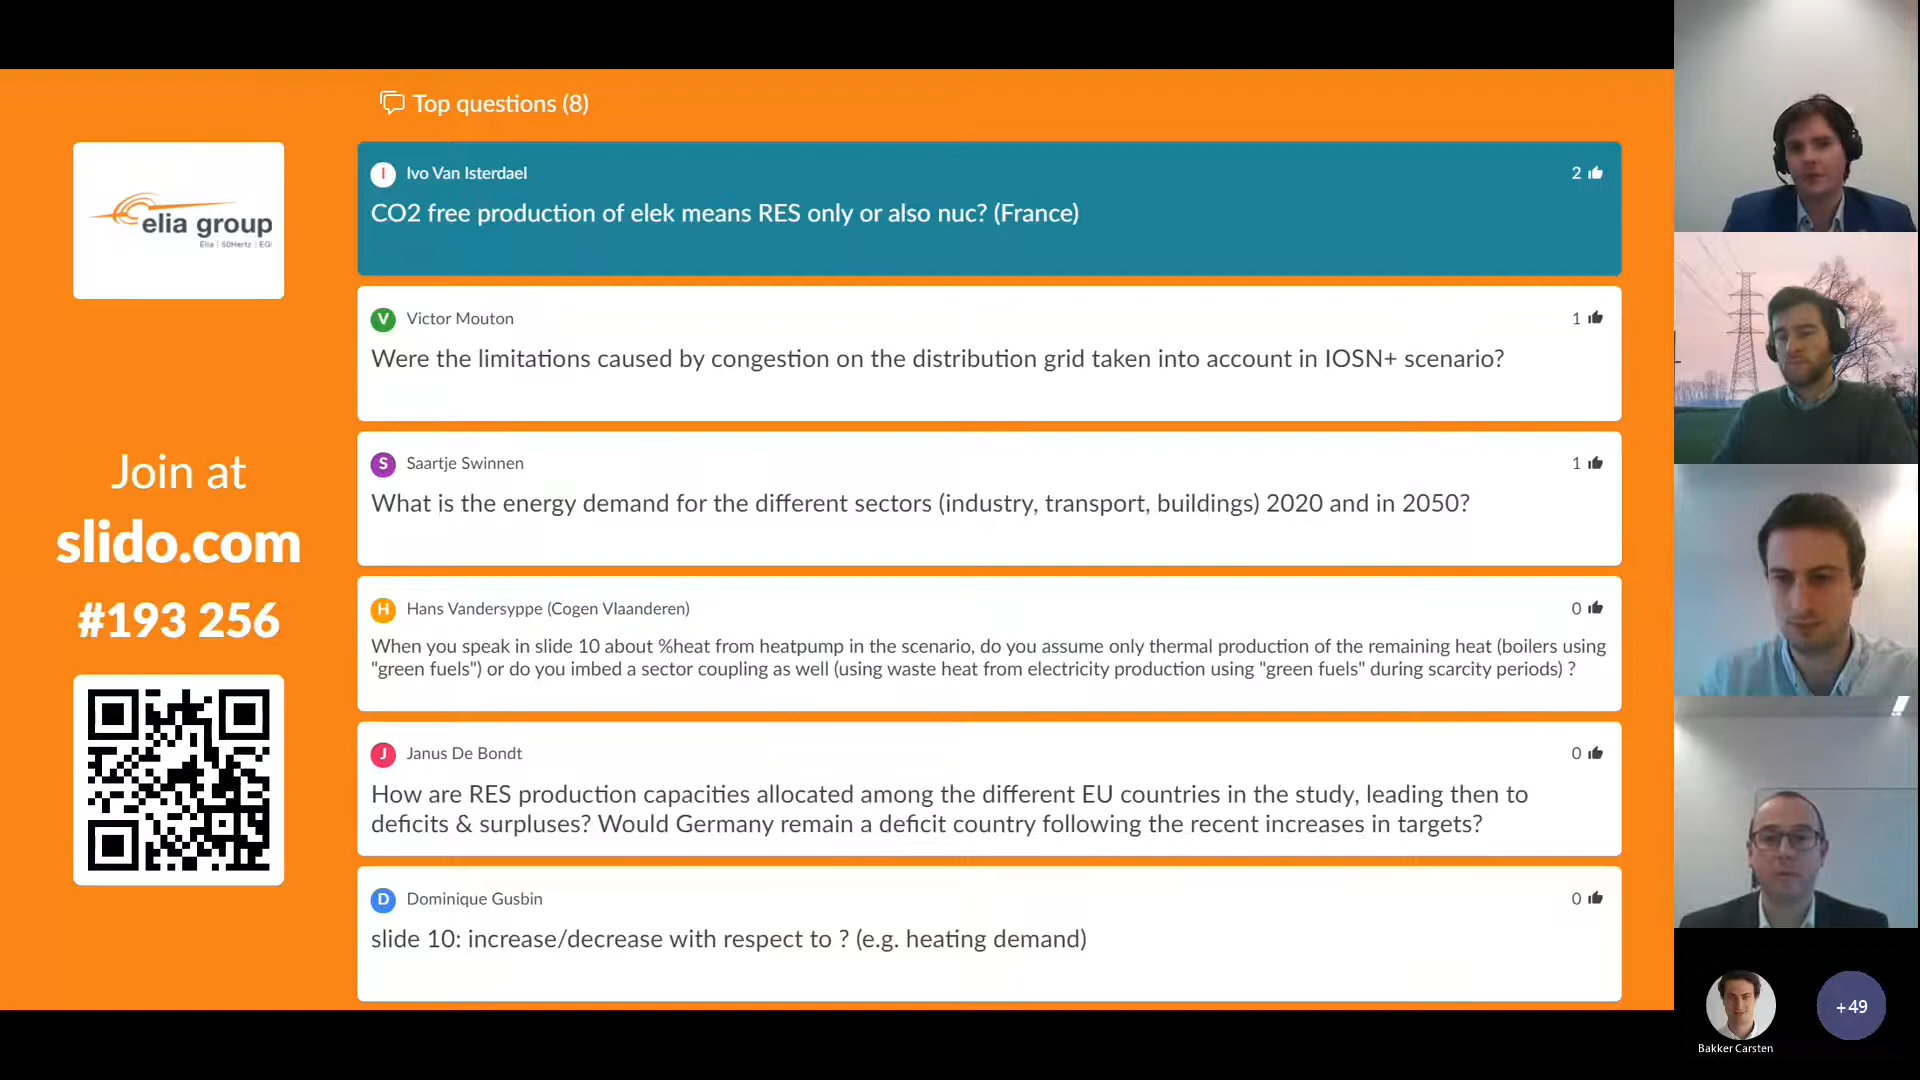 Top questions (8)
elia group
Elia | 50Hertz | EGI
Join at
slido.com
#193 256
I
Ivo Van Isterdael
2
CO2 free production of elek means RES only or also nuc? (France)
V
Victor Mouton
1
Were the limitations caused by congestion on the distribution grid taken into account in IOSN+ scenario?
S
Saartje Swinnen
1
What is the energy demand for the different sectors (industry, transport, buildings) 2020 and in 2050?
H
Hans Vandersyppe (Cogen Vlaanderen)
0
When you speak in slide 10 about %heat from heatpump in the scenario, do you assume only thermal production of the remaining heat (boilers using
"green fuels") or do you imbed a sector coupling as well (using waste heat from electricity production using "green fuels" during scarcity periods) ?
J
Janus De Bondt
0
How are RES production capacities allocated among the different EU countries in the study, leading then to
deficits & surpluses? Would Germany remain a deficit country following the recent increases in targets?
D
Dominique Gusbin
0
slide 10: increase/decrease with respect to ? (e.g. heating demand)
Bakker Carsten
+49